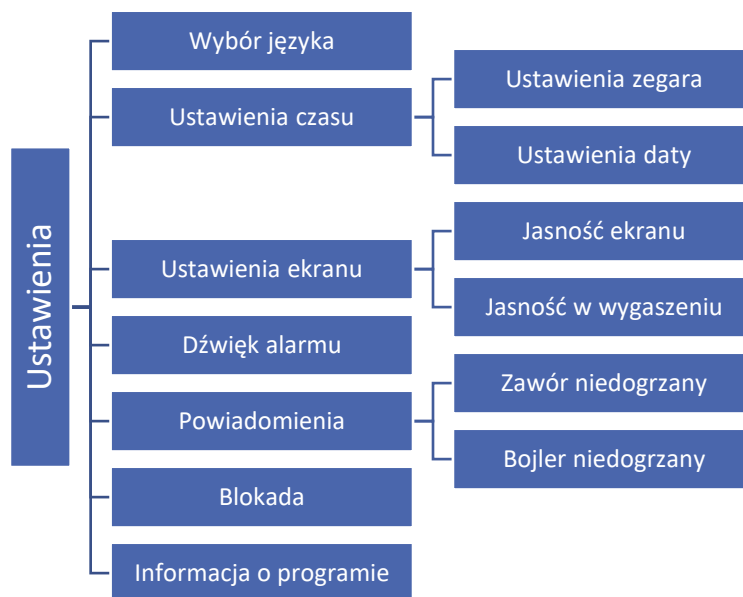 Ustawienia
Wybór języka
Ustawienia czasu
Ustawienia zegara
Ustawienia daty
Ustawienia ekranu
Jasność ekranu
Jasność w wygaszeniu
Dźwięk alarmu
Powiadomienia
Zawór niedogrzany
Bojler niedogrzany
Blokada
Informacja o programie